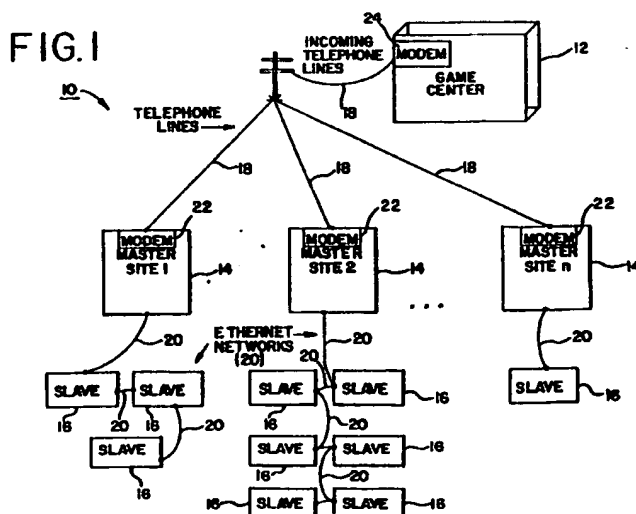 FIG. 1
10
24
INCOMING
TELEPHONE
LINES
MODEM
GAME
CENTER
12
18
TELEPHONE
LINES
18
18
18
22
22
22
MODEM
MASTER
SITE 1
14
MODEM
MASTER
SITE 2
14
MODEM
MASTER
SITE n
14
...
20
ETHERNET
NETWORKS
(20)
20
20
20
SLAVE
SLAVE
16
20
16
20
SLAVE
16
SLAVE
SLAVE
16
16
20
SLAVE
SLAVE
16
16
20
SLAVE
SLAVE
16
16
SLAVE
16